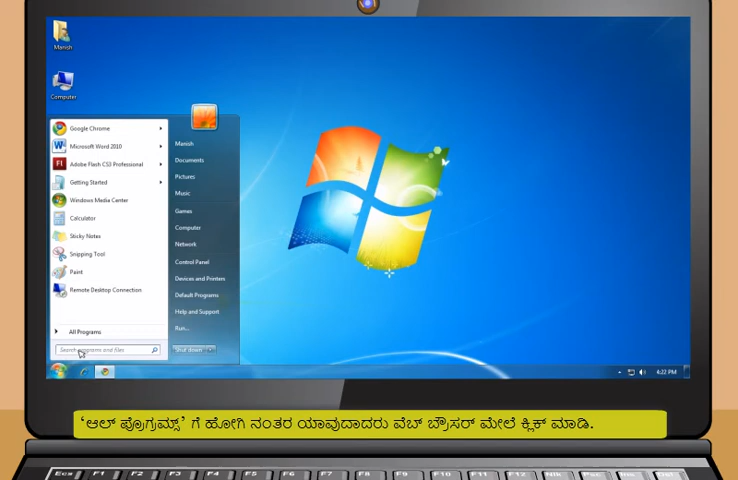 Manish
Computer
Google Chrome
Microsoft Word 2010
Adobe Flash CS3 Professional
Getting Started
Windows Media Center
Calculator
Sticky Notes
Snipping Tool
Paint
Remote Desktop Connection
All Programs
Search programs and files
Manish
Documents
Pictures
Music
Games
Computer
Network
Control Panel
Devices and Printers
Default Programs
Help and Support
Run...
Shut down
4:22 PM
'ಆಲ್ ಪ್ರೊಗ್ರಮ್ಸ್' ಗೆ ಹೋಗಿ ನಂತರ ಯಾವುದಾದರು ವೆಬ್ ಬ್ರೌಸರ್ ಮೇಲೆ ಕ್ಲಿಕ್ ಮಾಡಿ.
Esc F1 F2 F3 F4 F5 F6 F7 F8 F9 F10 F11 F12